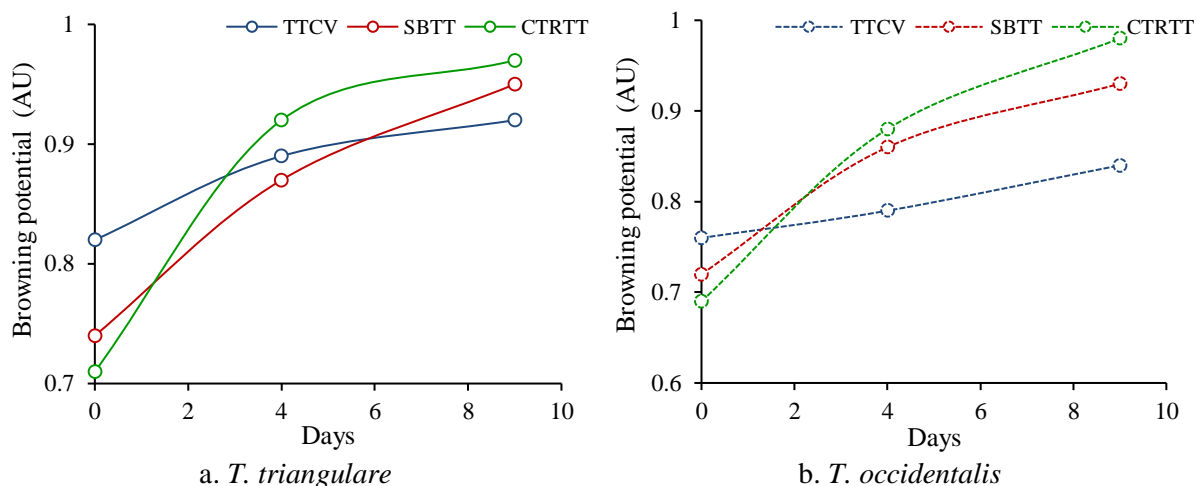 TTCV SBTT CTRTT
Browning potential (AU)
1
0.9
0.8
0.7
0 2 4 6 8 10
Days
a. T. triangulare
TTCV SBTT CTRTT
Browning potential (AU)
1
0.9
0.8
0.7
0.6
0 2 4 6 8 10
Days
b. T. occidentalis